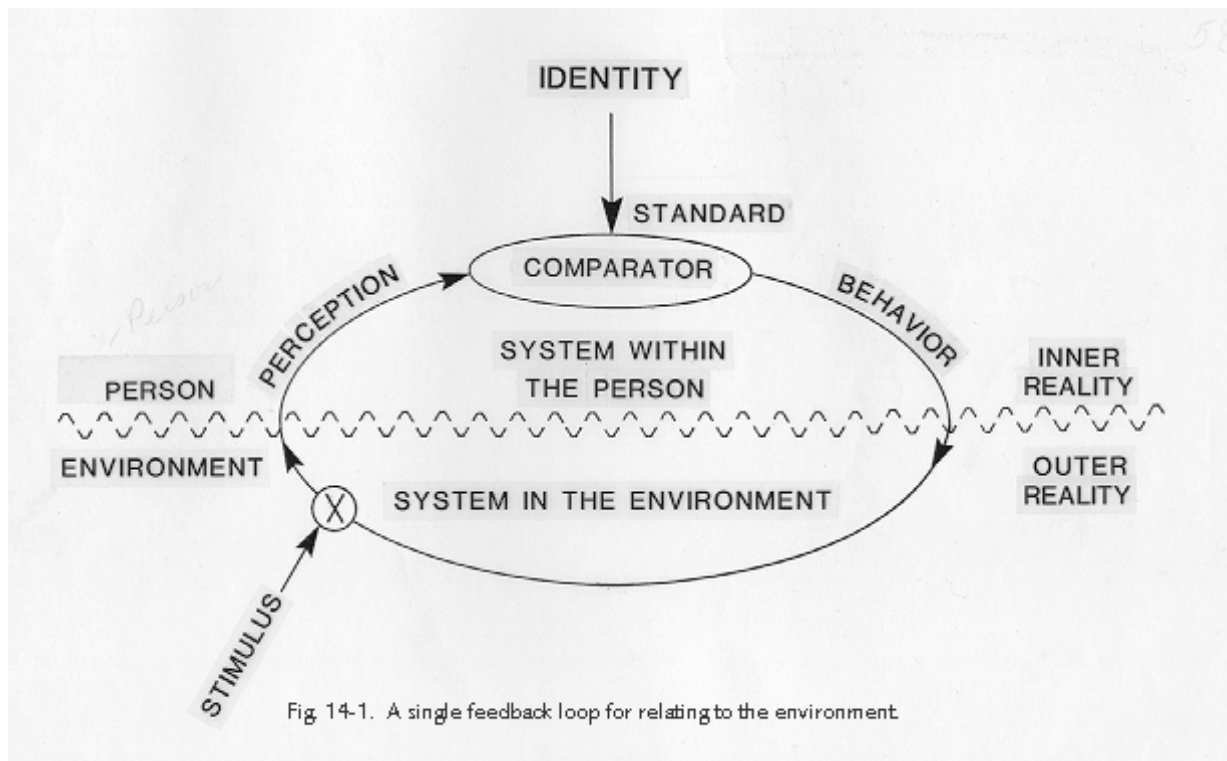 IDENTITY
STANDARD
COMPARATOR
PERCEPTION
BEHAVIOR
SYSTEM WITHIN
THE PERSON
PERSON
INNER
REALITY
ENVIRONMENT
OUTER
REALITY
SYSTEM IN THE ENVIRONMENT
X
STIMULUS
Fig. 14-1. A single feedback loop for relating to the environment.
Person